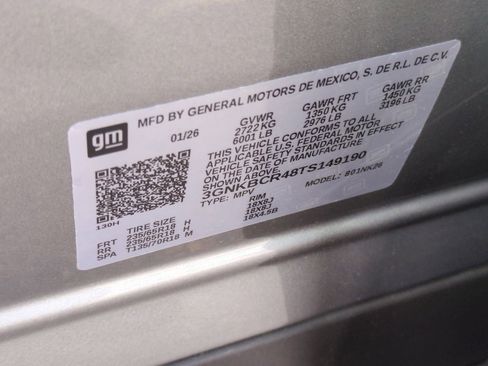 gm
MFD BY GENERAL MOTORS DE MEXICO, S. DE R.L. DE C.V.
01/26 GVWR GAWR FRT GAWR RR
2722 KG 1350 KG 1450 KG
6001 LB 2976 LB 3196 LB
THIS VEHICLE CONFORMS TO ALL
APPLICABLE U.S. FEDERAL MOTOR
VEHICLE SAFETY STANDARDS IN EFFECT
ON THE DATE OF MANUFACTURE
SHOWN ABOVE.
3GNKBCR48TS149190
TYPE: MPV MODEL: 801NK26
130H
TIRE SIZE RIM
FRT 235/65R18 H 18X8J
RR 235/65R18 H 18X8J
SPA T135/70R18 M 18X4.5B